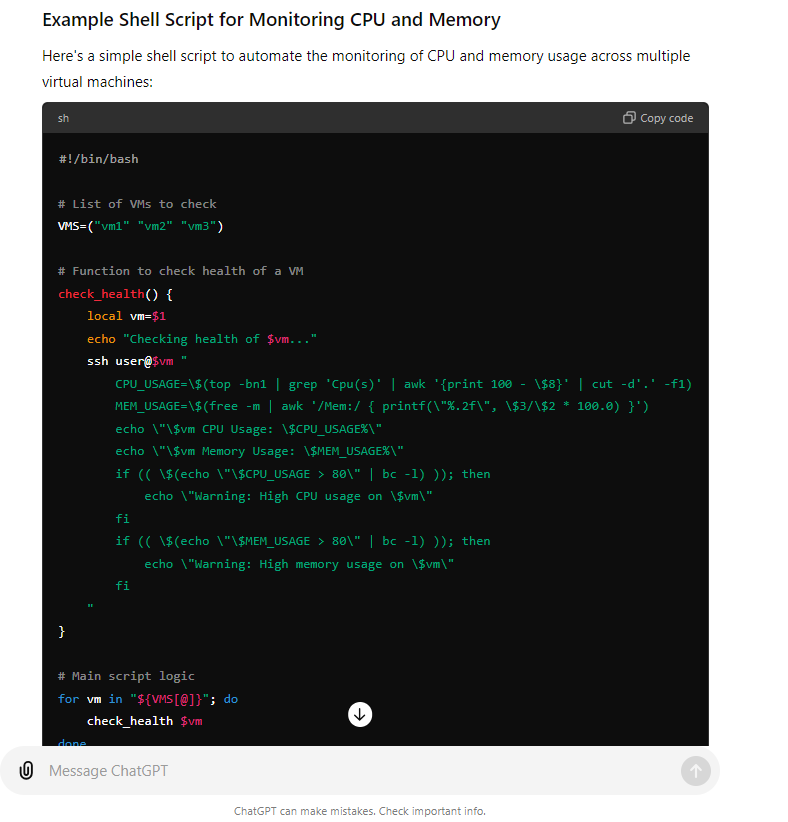 Example Shell Script for Monitoring CPU and Memory
Here's a simple shell script to automate the monitoring of CPU and memory usage across multiple
virtual machines:
sh
Copy code
#!/bin/bash
# List of VMs to check
VMS=("vm1" "vm2" "vm3")
# Function to check health of a VM
check_health() {
    local vm=$1
    echo "Checking health of $vm..."
    ssh user@$vm "
        CPU_USAGE=\$(top -bn1 | grep 'Cpu(s)' | awk '{print 100 - \$8}' | cut -d'.' -f1)
        MEM_USAGE=\$(free -m | awk '/Mem:/ { printf(\"%.2f\", \$3/\$2 * 100.0) }')
        echo \"\$vm CPU Usage: \$CPU_USAGE%\"
        echo \"\$vm Memory Usage: \$MEM_USAGE%\"
        if (( \$(echo \"\$CPU_USAGE > 80\" | bc -l) )); then
            echo \"Warning: High CPU usage on \$vm\"
        fi
        if (( \$(echo \"\$MEM_USAGE > 80\" | bc -l) )); then
            echo \"Warning: High memory usage on \$vm\"
        fi
    "
}
# Main script logic
for vm in "${VMS[@]}"; do
    check_health $vm
done
Message ChatGPT
ChatGPT can make mistakes. Check important info.